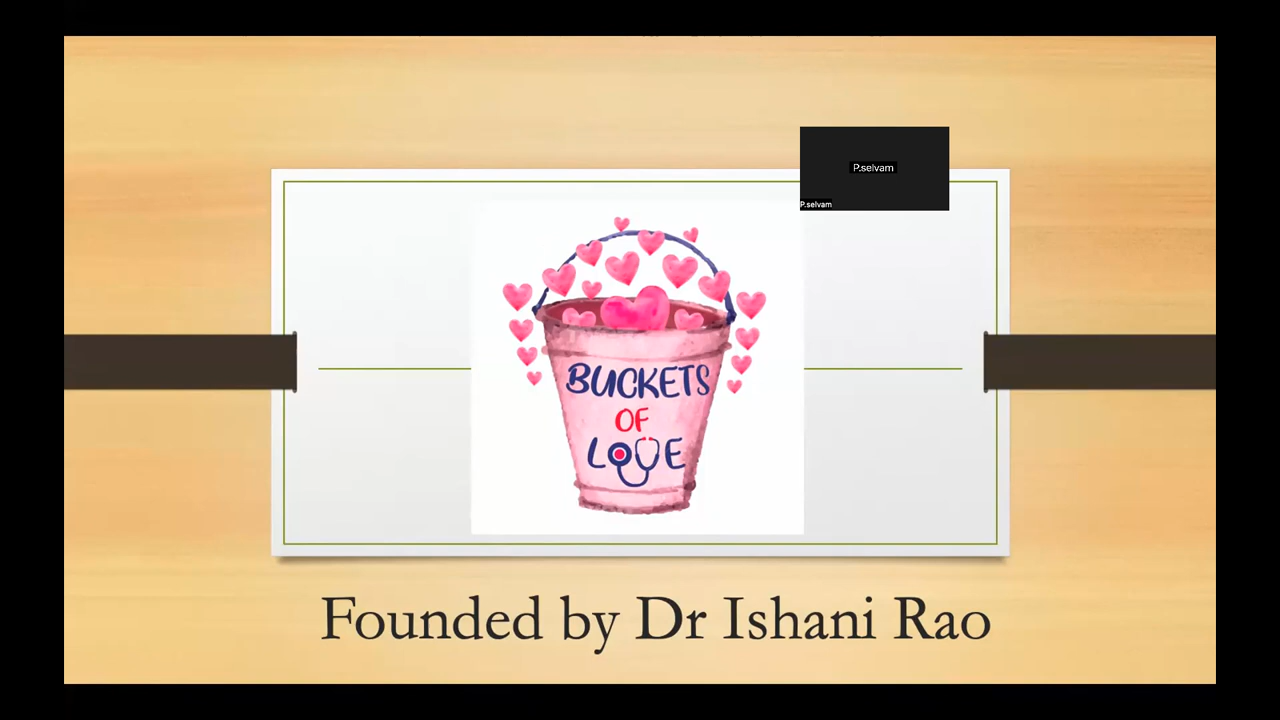 P.selvam
P.selvam
BUCKETS
OF
LOVE
Founded by Dr Ishani Rao